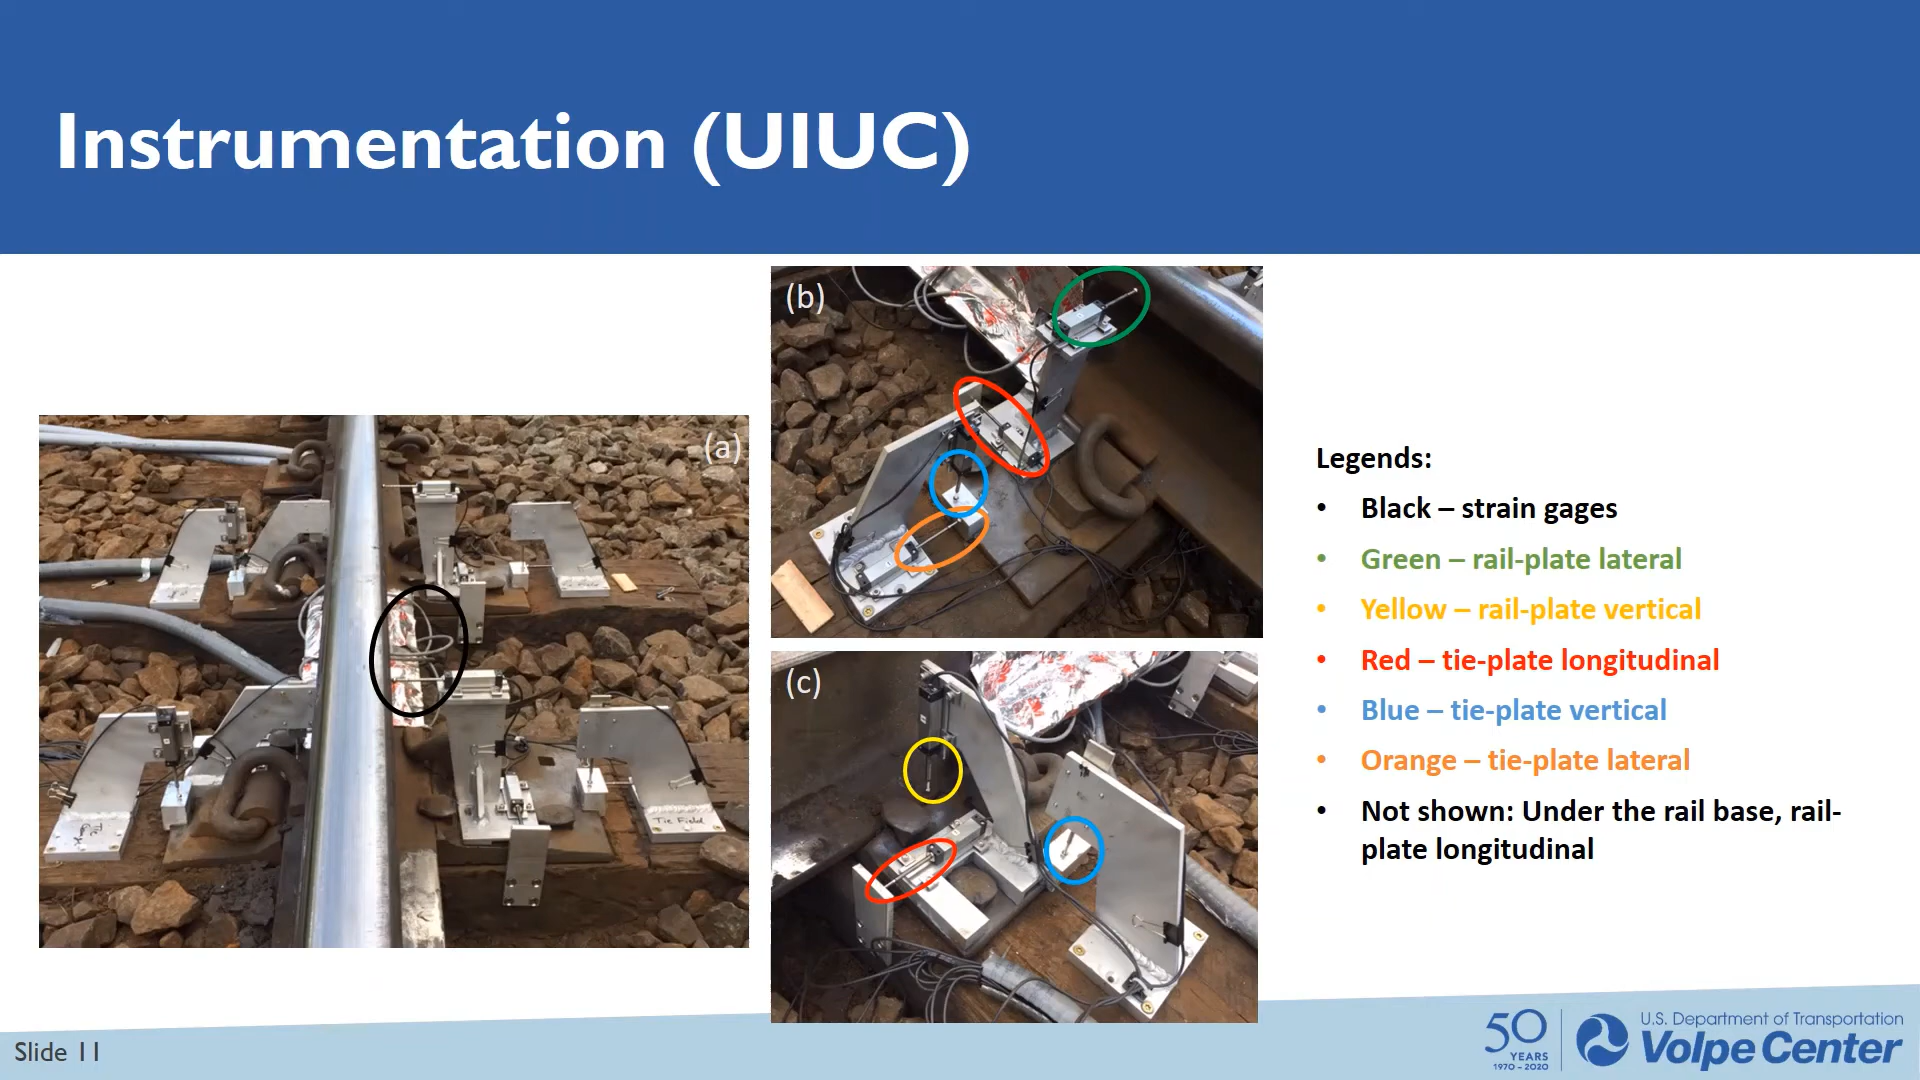 Instrumentation (UIUC)
(a)
(b)
(c)
Tie Field
Legends:
• Black – strain gages
• Green – rail-plate lateral
• Yellow – rail-plate vertical
• Red – tie-plate longitudinal
• Blue – tie-plate vertical
• Orange – tie-plate lateral
• Not shown: Under the rail base, rail-
plate longitudinal
Slide 11
50
YEARS
1970 – 2020
U.S. Department of Transportation
Volpe Center